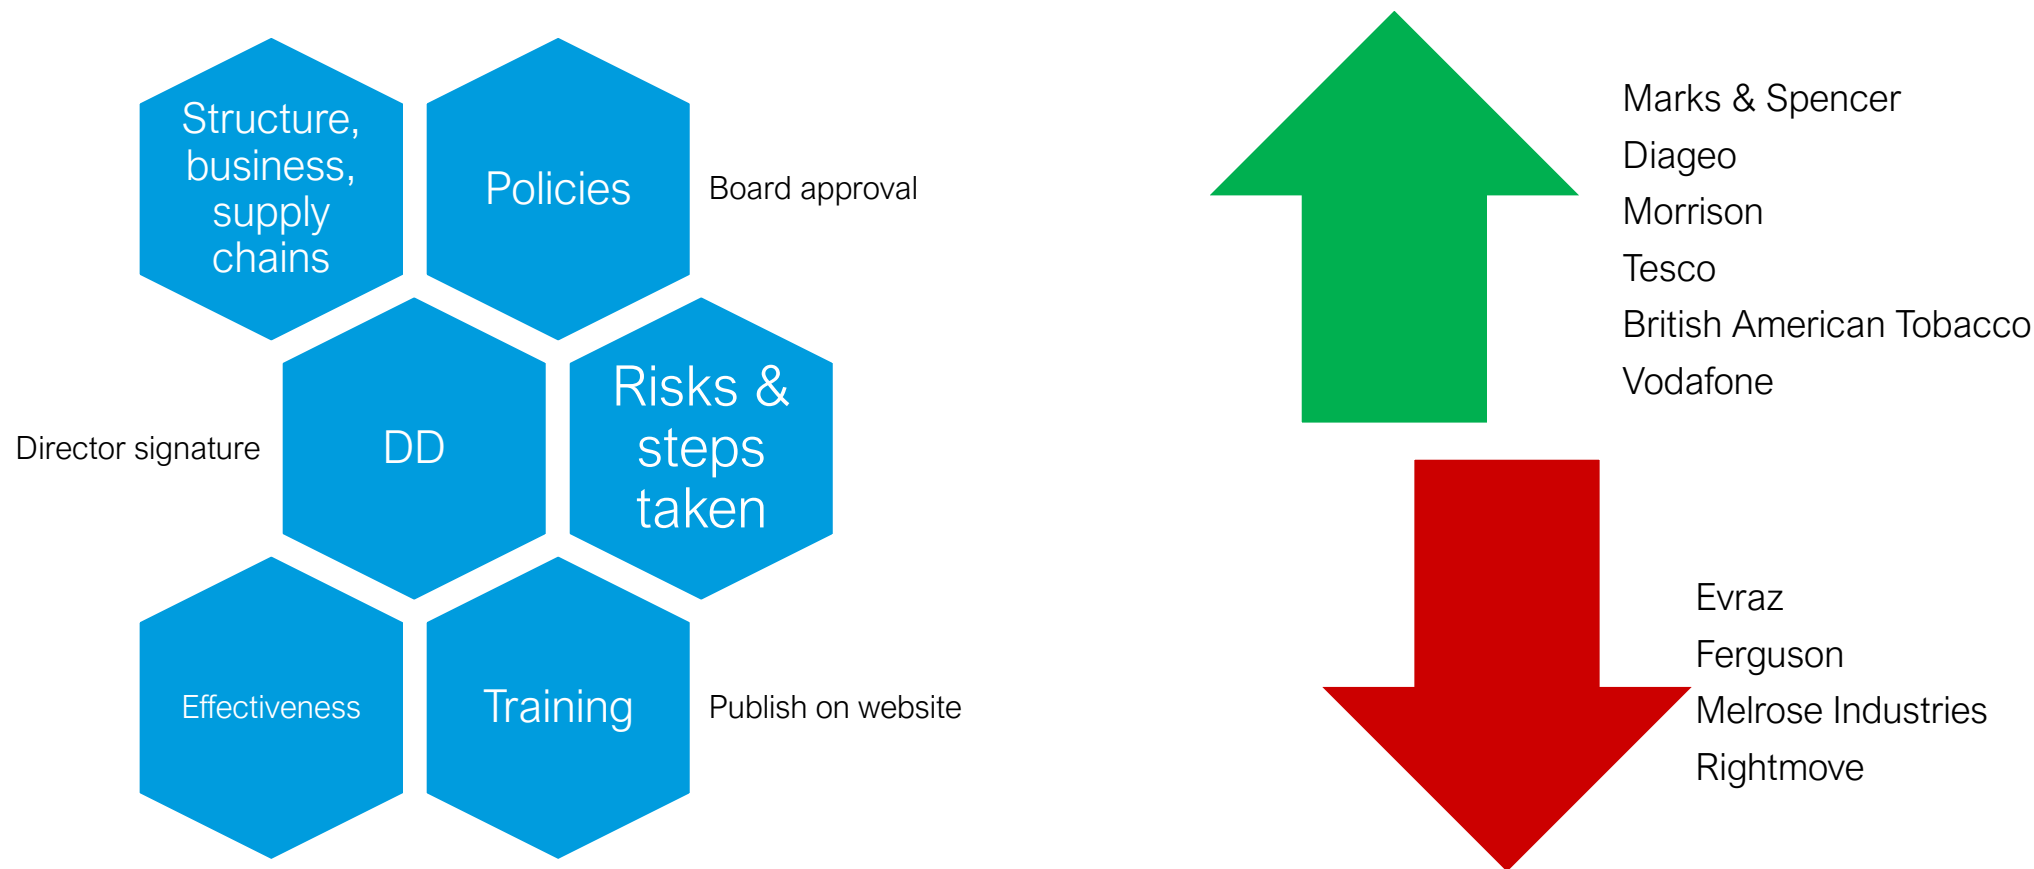 Structure,
business,
supply
chains
Policies
Board approval
Director signature
DD
Risks &
steps
taken
Effectiveness
Training
Publish on website
Marks & Spencer
Diageo
Morrison
Tesco
British American Tobacco
Vodafone
Evraz
Ferguson
Melrose Industries
Rightmove